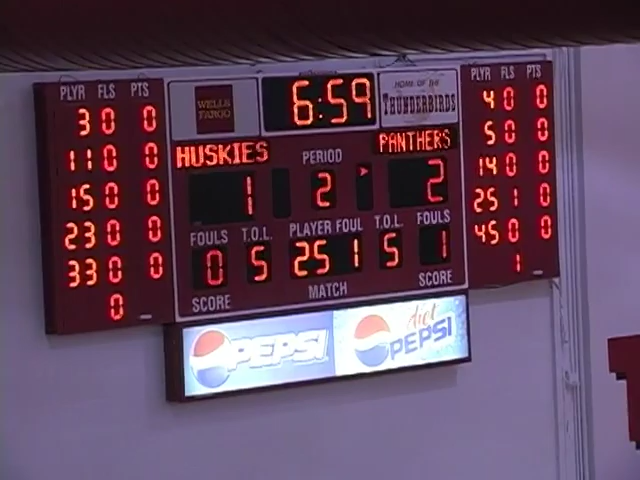 PLYR FLS PTS
3 0 0
11 0 0
15 0 0
23 0 0
33 0 0
0
WELLS FARGO
6:59
HOME OF THE
THUNDERBIRDS
HUSKIES PERIOD PANTHERS
1 2 2
FOULS T.O.L. PLAYER FOUL T.O.L. FOULS
0 5 25 1 5 1
SCORE MATCH SCORE
PLYR FLS PTS
4 0 0
5 0 0
14 0 0
25 1 0
45 0 0
1
PEPSI
Diet
PEPSI